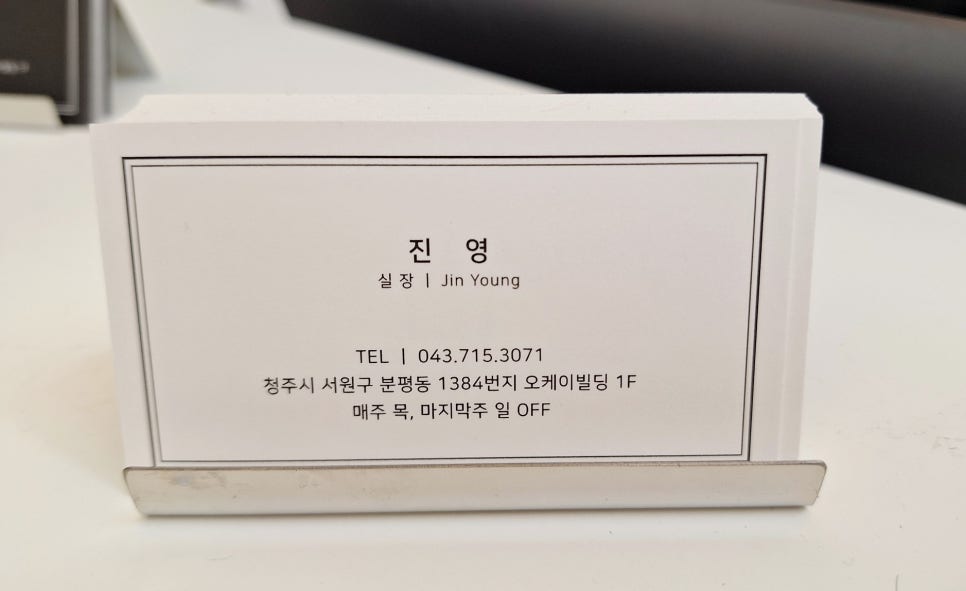 진 영
실 장 | Jin Young
TEL | 043.715.3071
청주시 서원구 분평동 1384번지 오케이빌딩 1F
매주 목, 마지막주 일 OFF